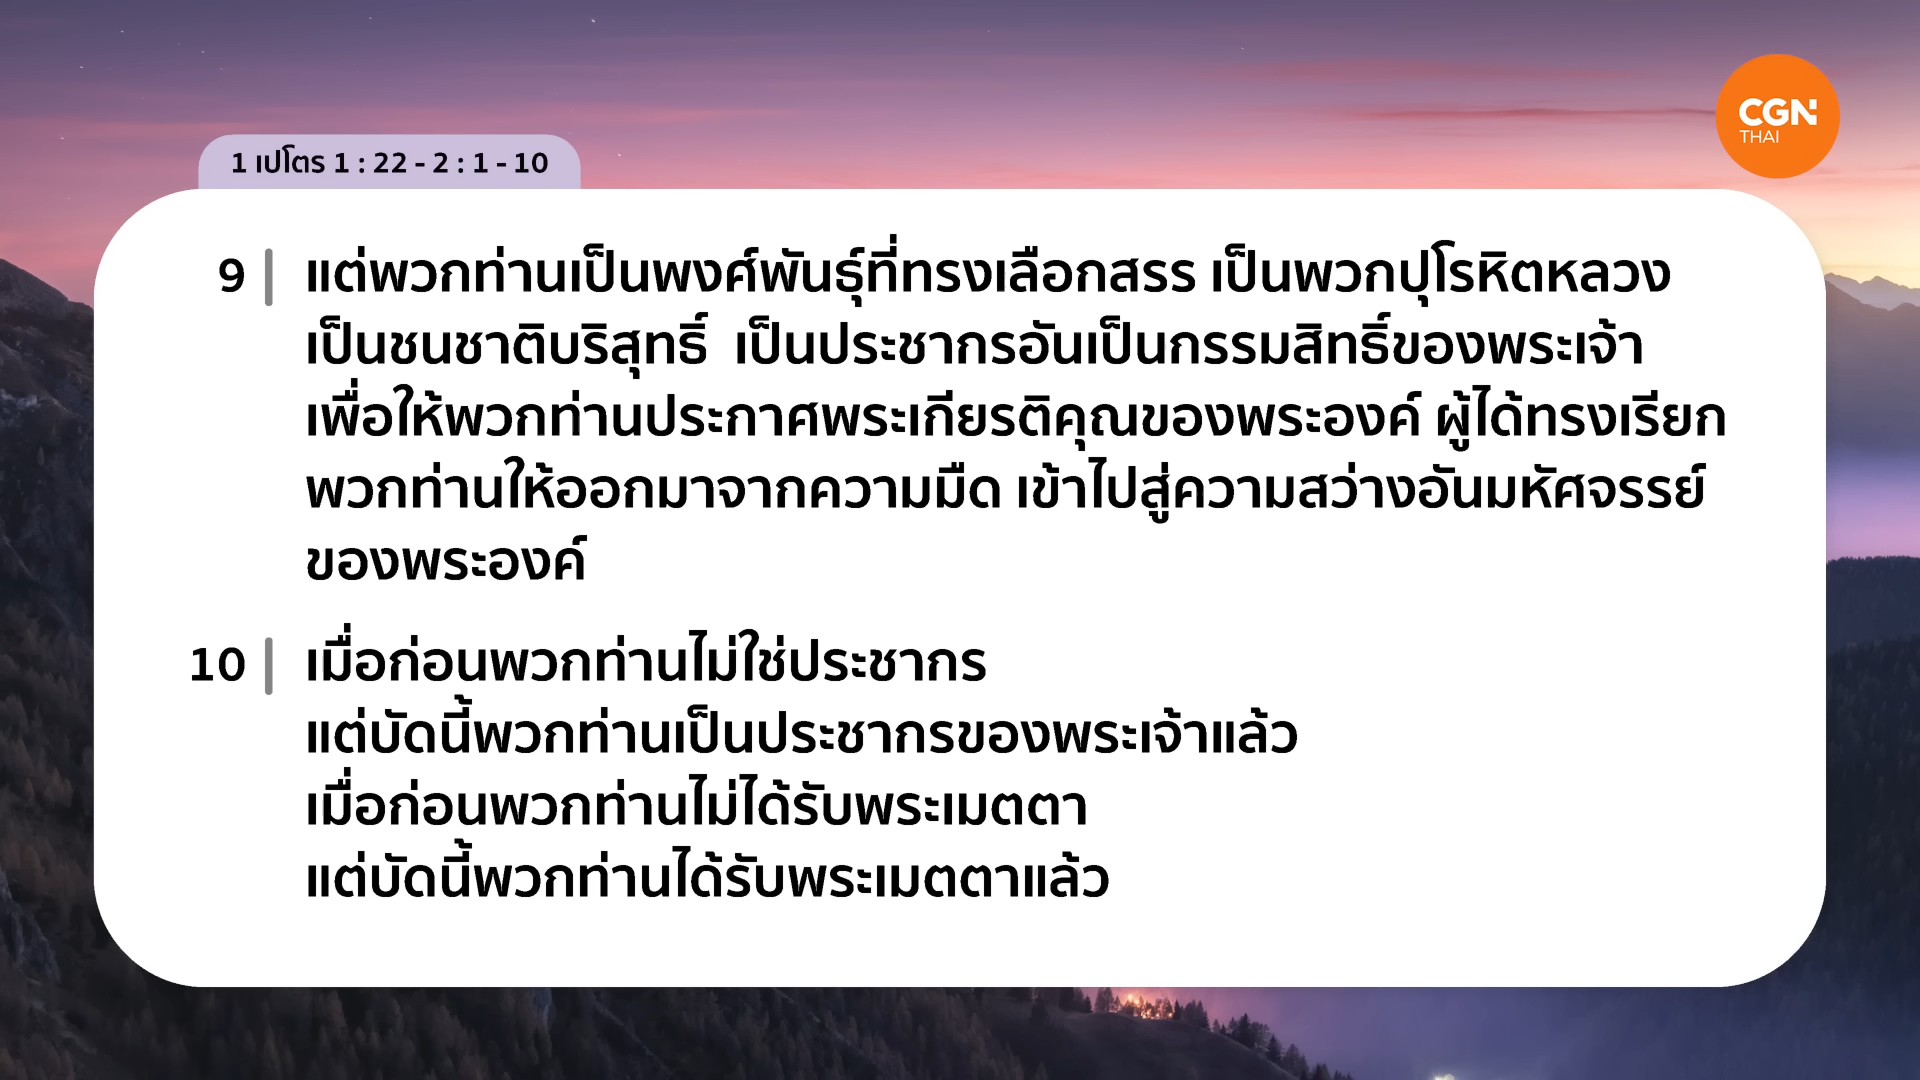 CGN
THAI
1 เปโตร 1 : 22 - 2 : 1 - 10
9 แต่พวกท่านเป็นพงศ์พันธุ์ที่ทรงเลือกสรร เป็นพวกปุโรหิตหลวง
เป็นชนชาติบริสุทธิ์ เป็นประชากรอันเป็นกรรมสิทธิ์ของพระเจ้า
เพื่อให้พวกท่านประกาศพระเกียรติคุณของพระองค์ ผู้ได้ทรงเรียก
พวกท่านให้ออกมาจากความมืด เข้าไปสู่ความสว่างอันมหัศจรรย์
ของพระองค์
10 เมื่อก่อนพวกท่านไม่ใช่ประชากร
แต่บัดนี้พวกท่านเป็นประชากรของพระเจ้าแล้ว
เมื่อก่อนพวกท่านไม่ได้รับพระเมตตา
แต่บัดนี้พวกท่านได้รับพระเมตตาแล้ว